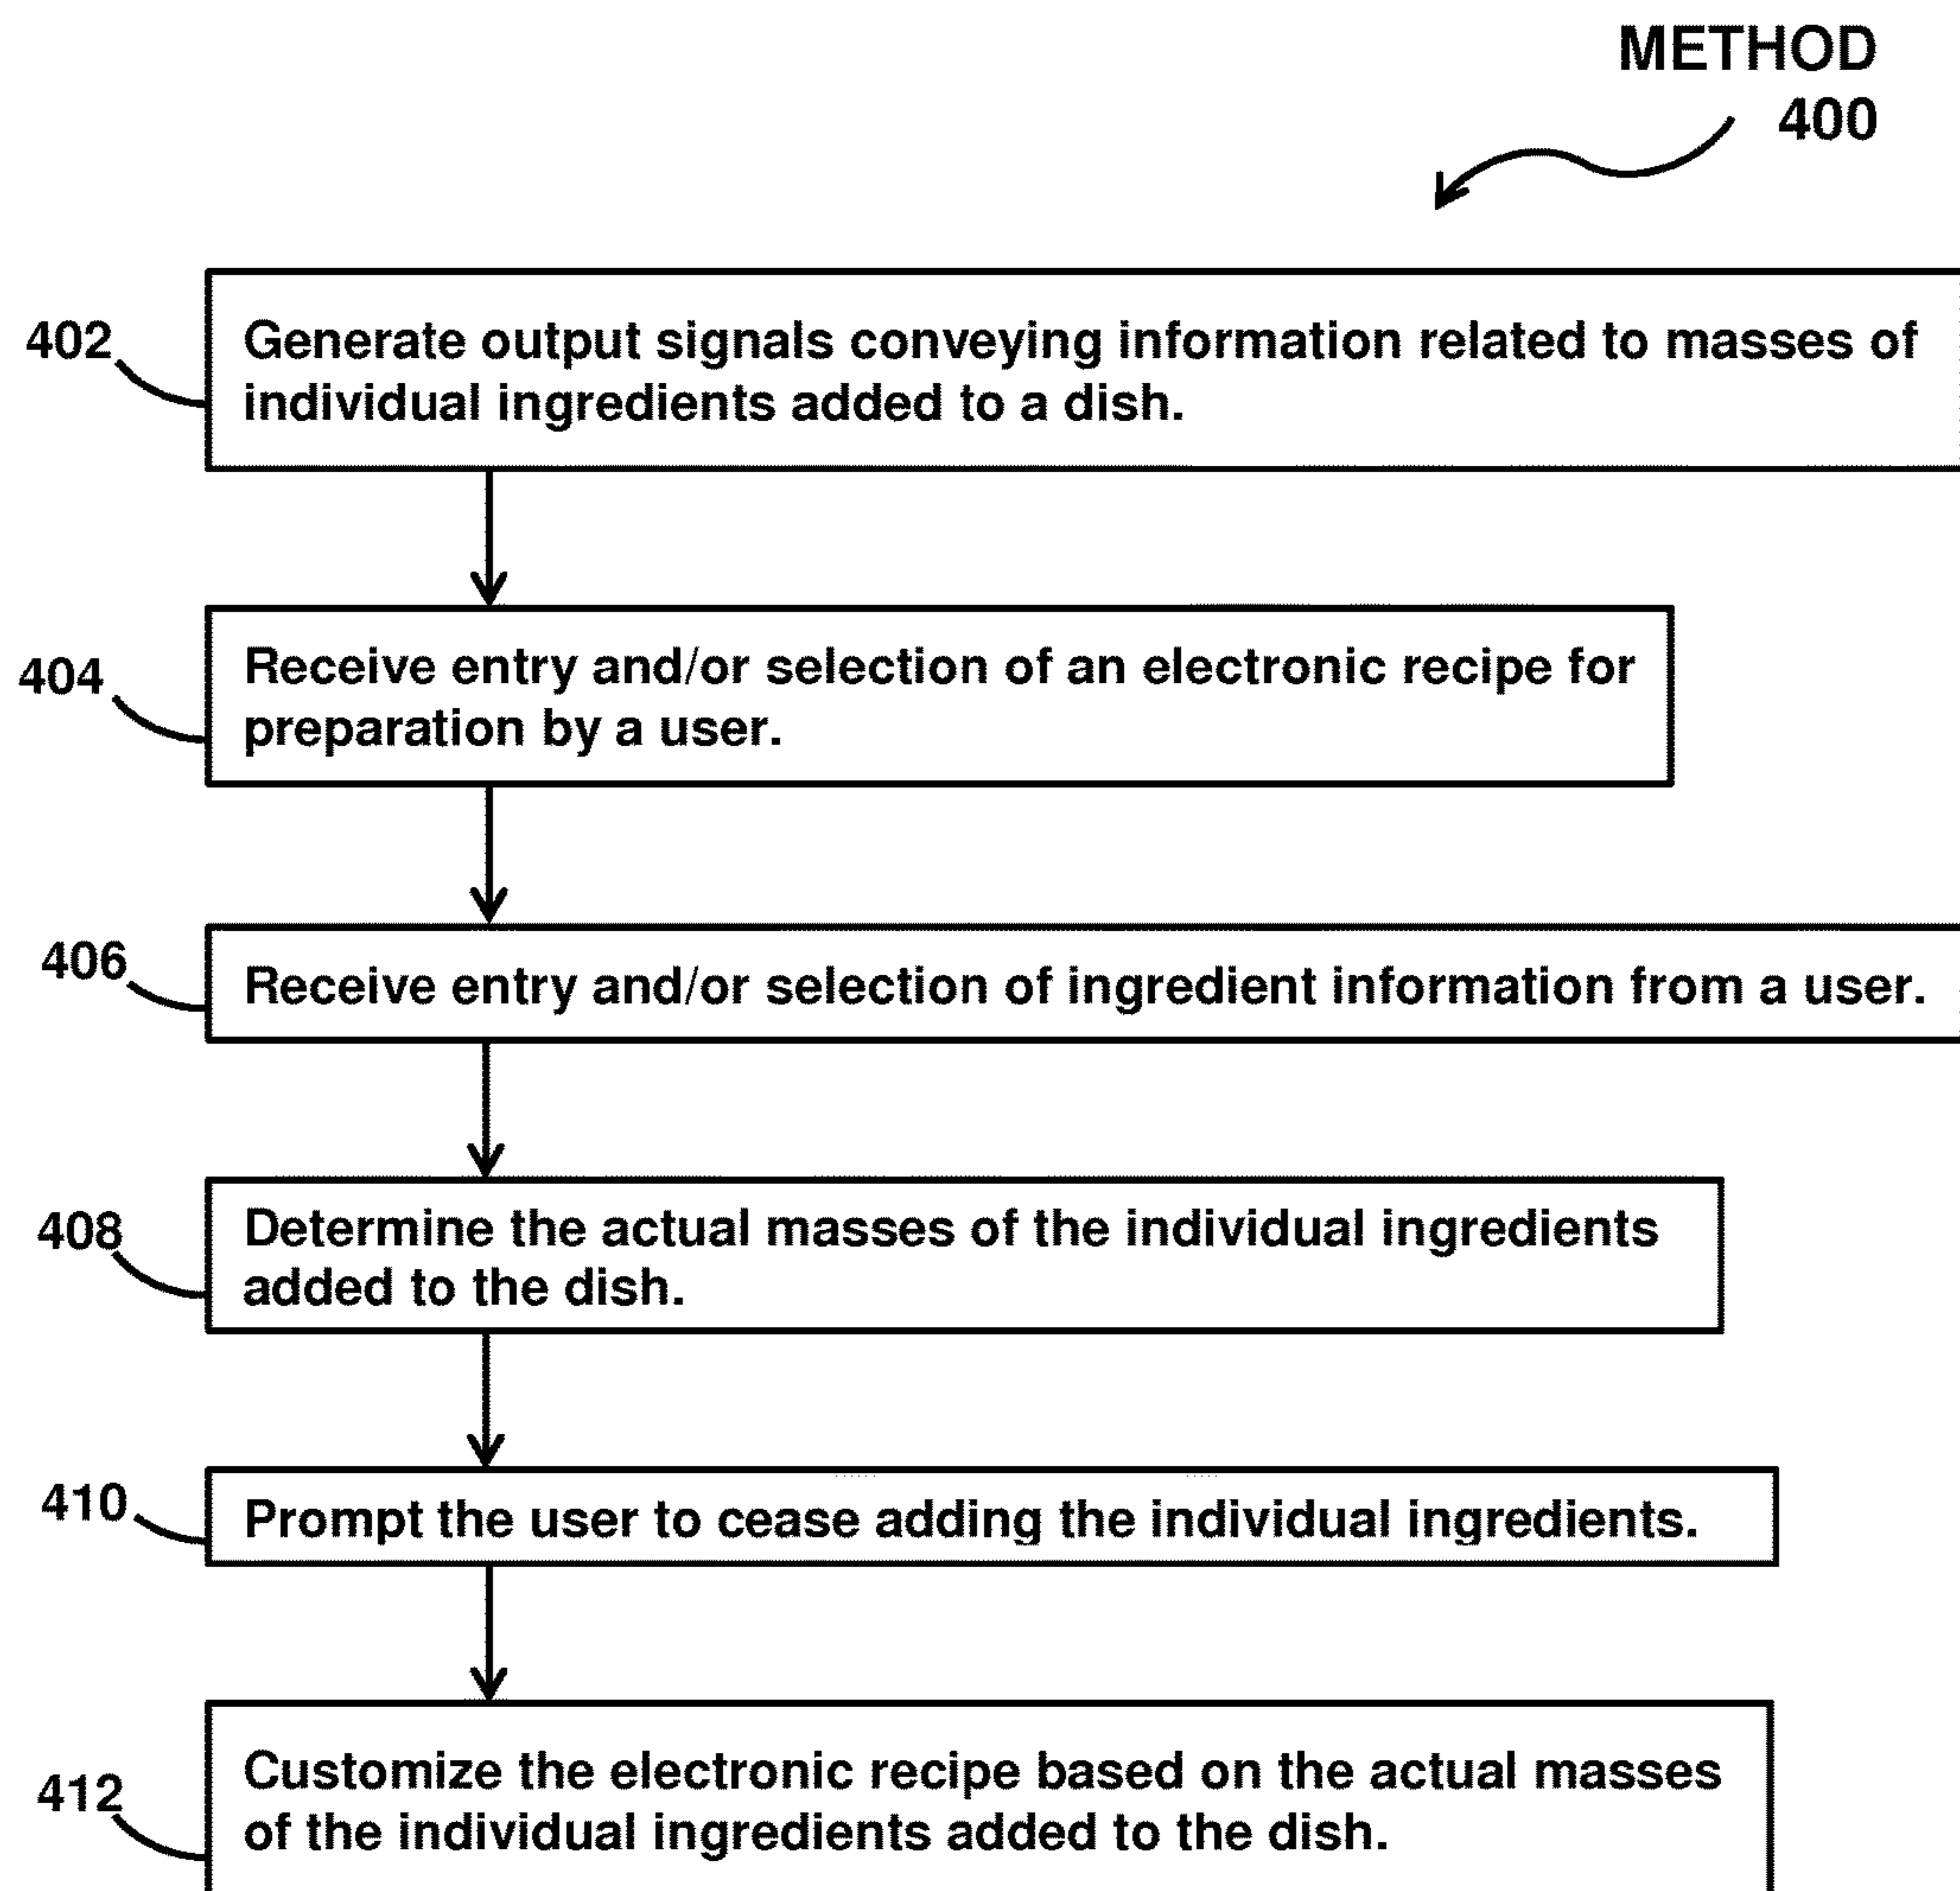 METHOD
400
402
Generate output signals conveying information related to masses of
individual ingredients added to a dish.
404
Receive entry and/or selection of an electronic recipe for
preparation by a user.
406
Receive entry and/or selection of ingredient information from a user.
408
Determine the actual masses of the individual ingredients
added to the dish.
410
Prompt the user to cease adding the individual ingredients.
412
Customize the electronic recipe based on the actual masses
of the individual ingredients added to the dish.